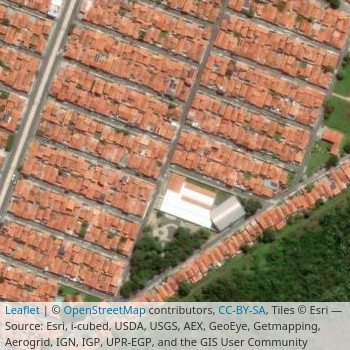 Leaflet | © OpenStreetMap contributors, CC-BY-SA, Tiles © Esri —
Source: Esri, i-cubed, USDA, USGS, AEX, GeoEye, Getmapping,
Aerogrid, IGN, IGP, UPR-EGP, and the GIS User Community